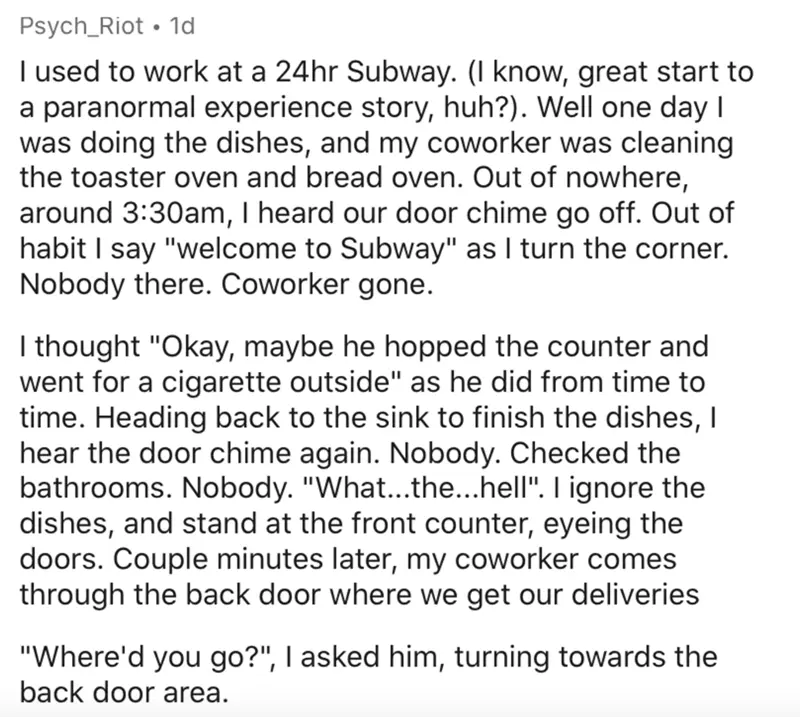 Psych_Riot • 1d
I used to work at a 24hr Subway. (I know, great start to
a paranormal experience story, huh?). Well one day I
was doing the dishes, and my coworker was cleaning
the toaster oven and bread oven. Out of nowhere,
around 3:30am, I heard our door chime go off. Out of
habit I say "welcome to Subway" as I turn the corner.
Nobody there. Coworker gone.
I thought "Okay, maybe he hopped the counter and
went for a cigarette outside" as he did from time to
time. Heading back to the sink to finish the dishes, I
hear the door chime again. Nobody. Checked the
bathrooms. Nobody. "What...the...hell". I ignore the
dishes, and stand at the front counter, eyeing the
doors. Couple minutes later, my coworker comes
through the back door where we get our deliveries
"Where'd you go?", I asked him, turning towards the
back door area.